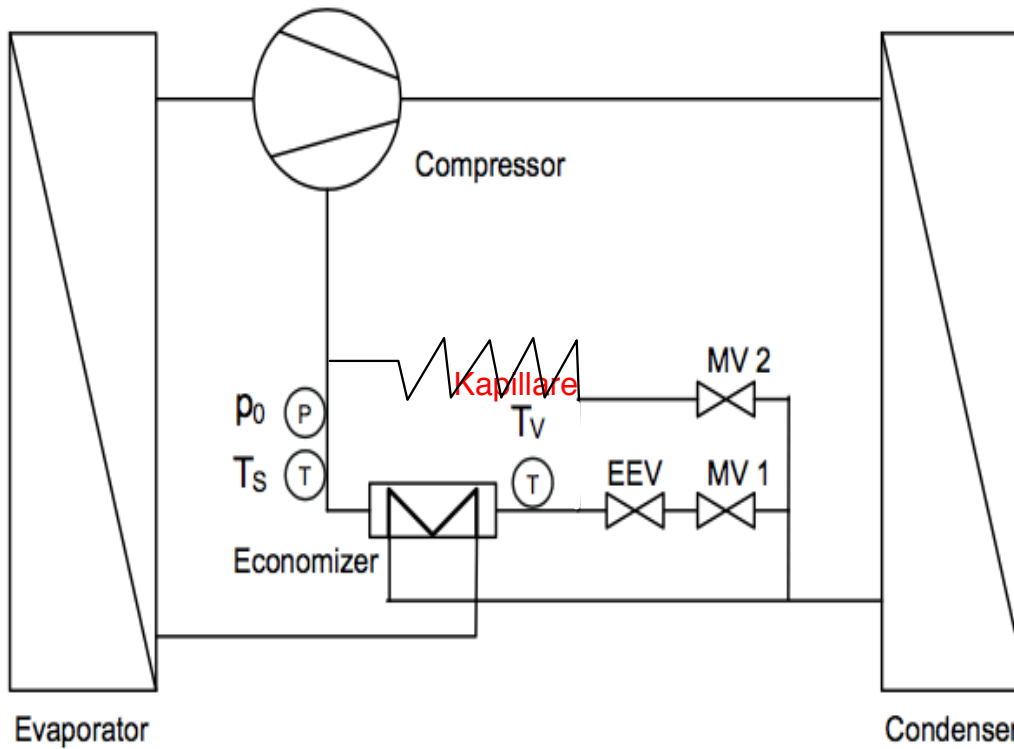 Compressor
MV 2
Kapillare
p0
P
TV
TS
T
T
EEV
MV 1
Economizer
Evaporator
Condenser